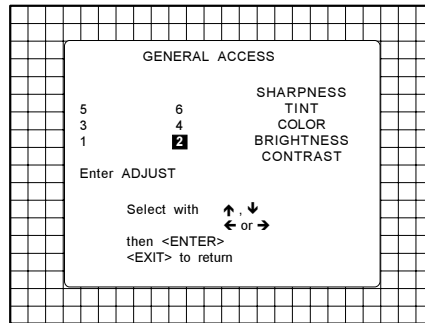 GENERAL ACCESS
SHARPNESS
5 6 TINT
3 4 COLOR
1 2 BRIGHTNESS
CONTRAST
Enter ADJUST
Select with ↑ , ↓
← or →
then <ENTER>
<EXIT> to return